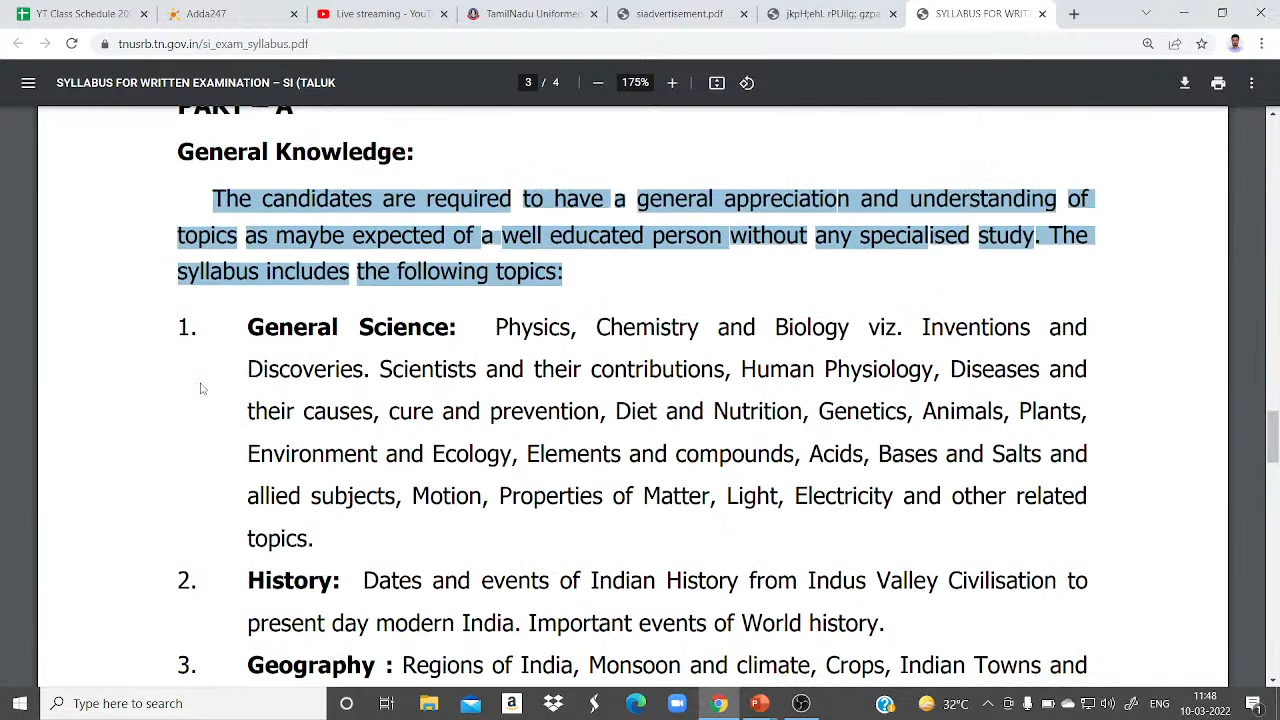 YT Class Schedule 202
Adda247
Live streaming - YouT
TamilNadu Uniformed
siadvertisement.pdf
jkpHzehL rPUilg; gzpa
SYLLABUS FOR WRITT
tnusrb.tn.gov.in/si_exam_syllabus.pdf
SYLLABUS FOR WRITTEN EXAMINATION – SI (TALUK
3 / 4
175%
PART – A
General Knowledge:
The candidates are required to have a general appreciation and understanding of
topics as maybe expected of a well educated person without any specialised study. The
syllabus includes the following topics:
1. General Science: Physics, Chemistry and Biology viz. Inventions and
Discoveries. Scientists and their contributions, Human Physiology, Diseases and
their causes, cure and prevention, Diet and Nutrition, Genetics, Animals, Plants,
Environment and Ecology, Elements and compounds, Acids, Bases and Salts and
allied subjects, Motion, Properties of Matter, Light, Electricity and other related
topics.
2. History: Dates and events of Indian History from Indus Valley Civilisation to
present day modern India. Important events of World history.
3. Geography : Regions of India, Monsoon and climate, Crops, Indian Towns and
Type here to search
32°C
ENG
11:48
10-03-2022